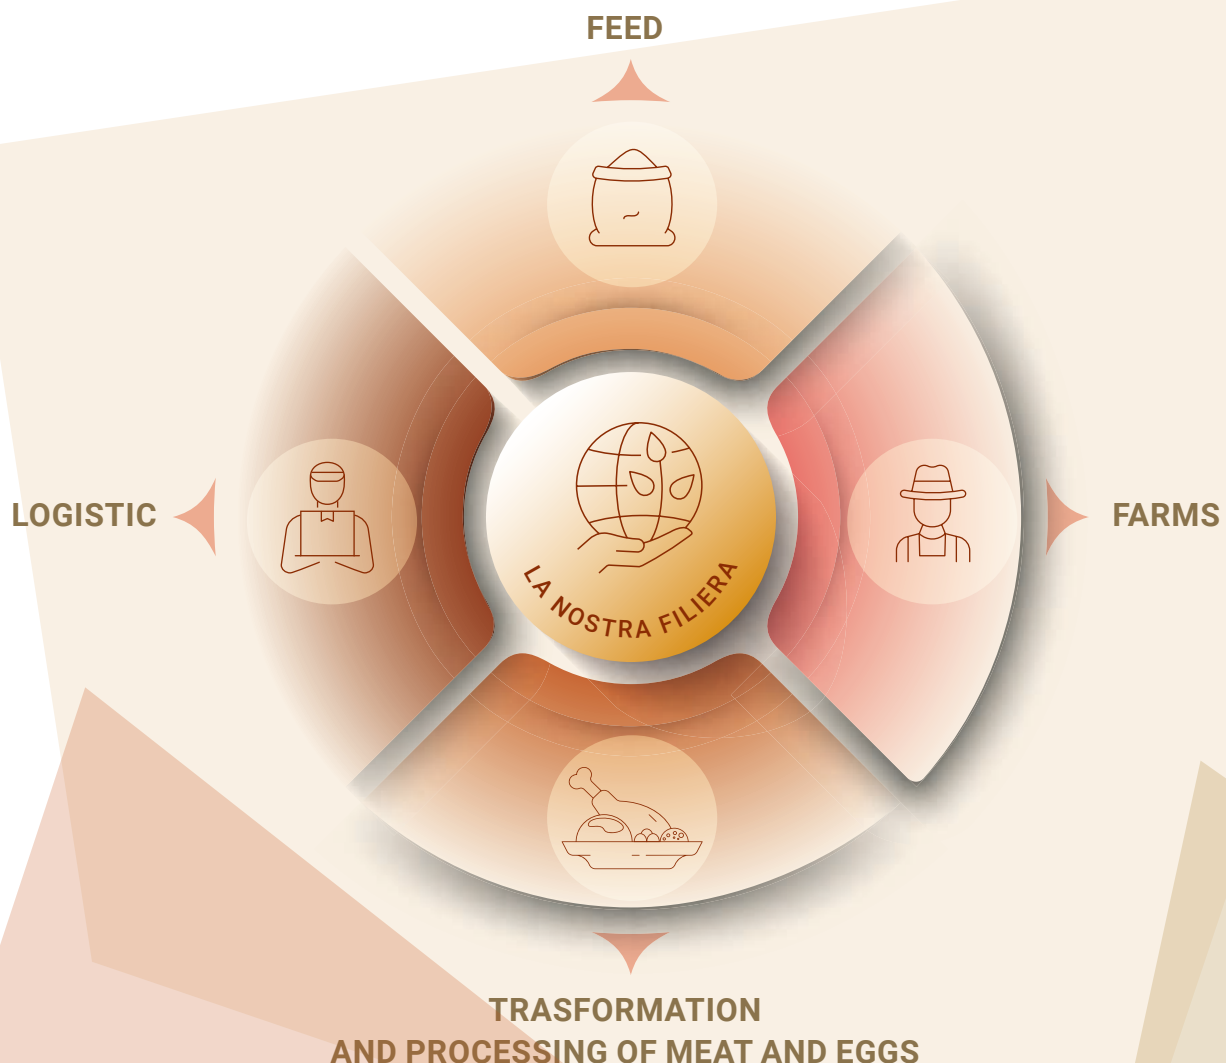 FEED
LOGISTIC
FARMS
LA NOSTRA FILIERA
TRASFORMATION
AND PROCESSING OF MEAT AND EGGS